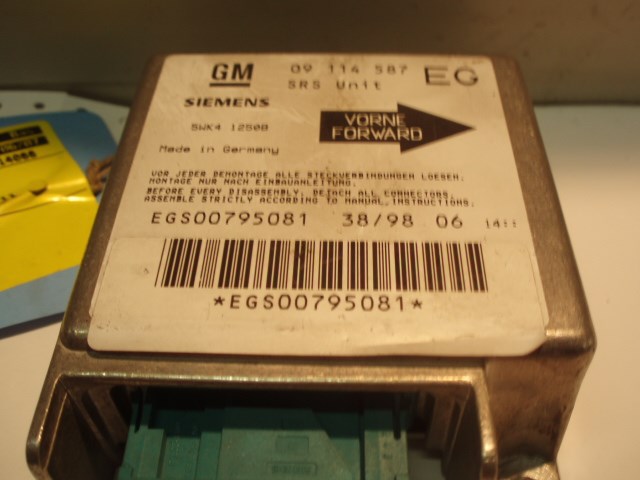 GM 09 114 587 EG
SRS Unit
SIEMENS
5WK4 1250B
VORNE
FORWARD
Made in Germany
VOR JEDER DEMONTAGE ALLE STECKVERBINDUNGEN LOESEN.
MONTAGE NUR NACH EINBAUANLEITUNG.
BEFORE EVERY DISASSEMBLY, DETACH ALL CONNECTORS.
ASSEMBLE STRICTLY ACCORDING TO MANUAL INSTRUCTIONS.
EGS00795081 38/98 06
*EGS00795081*